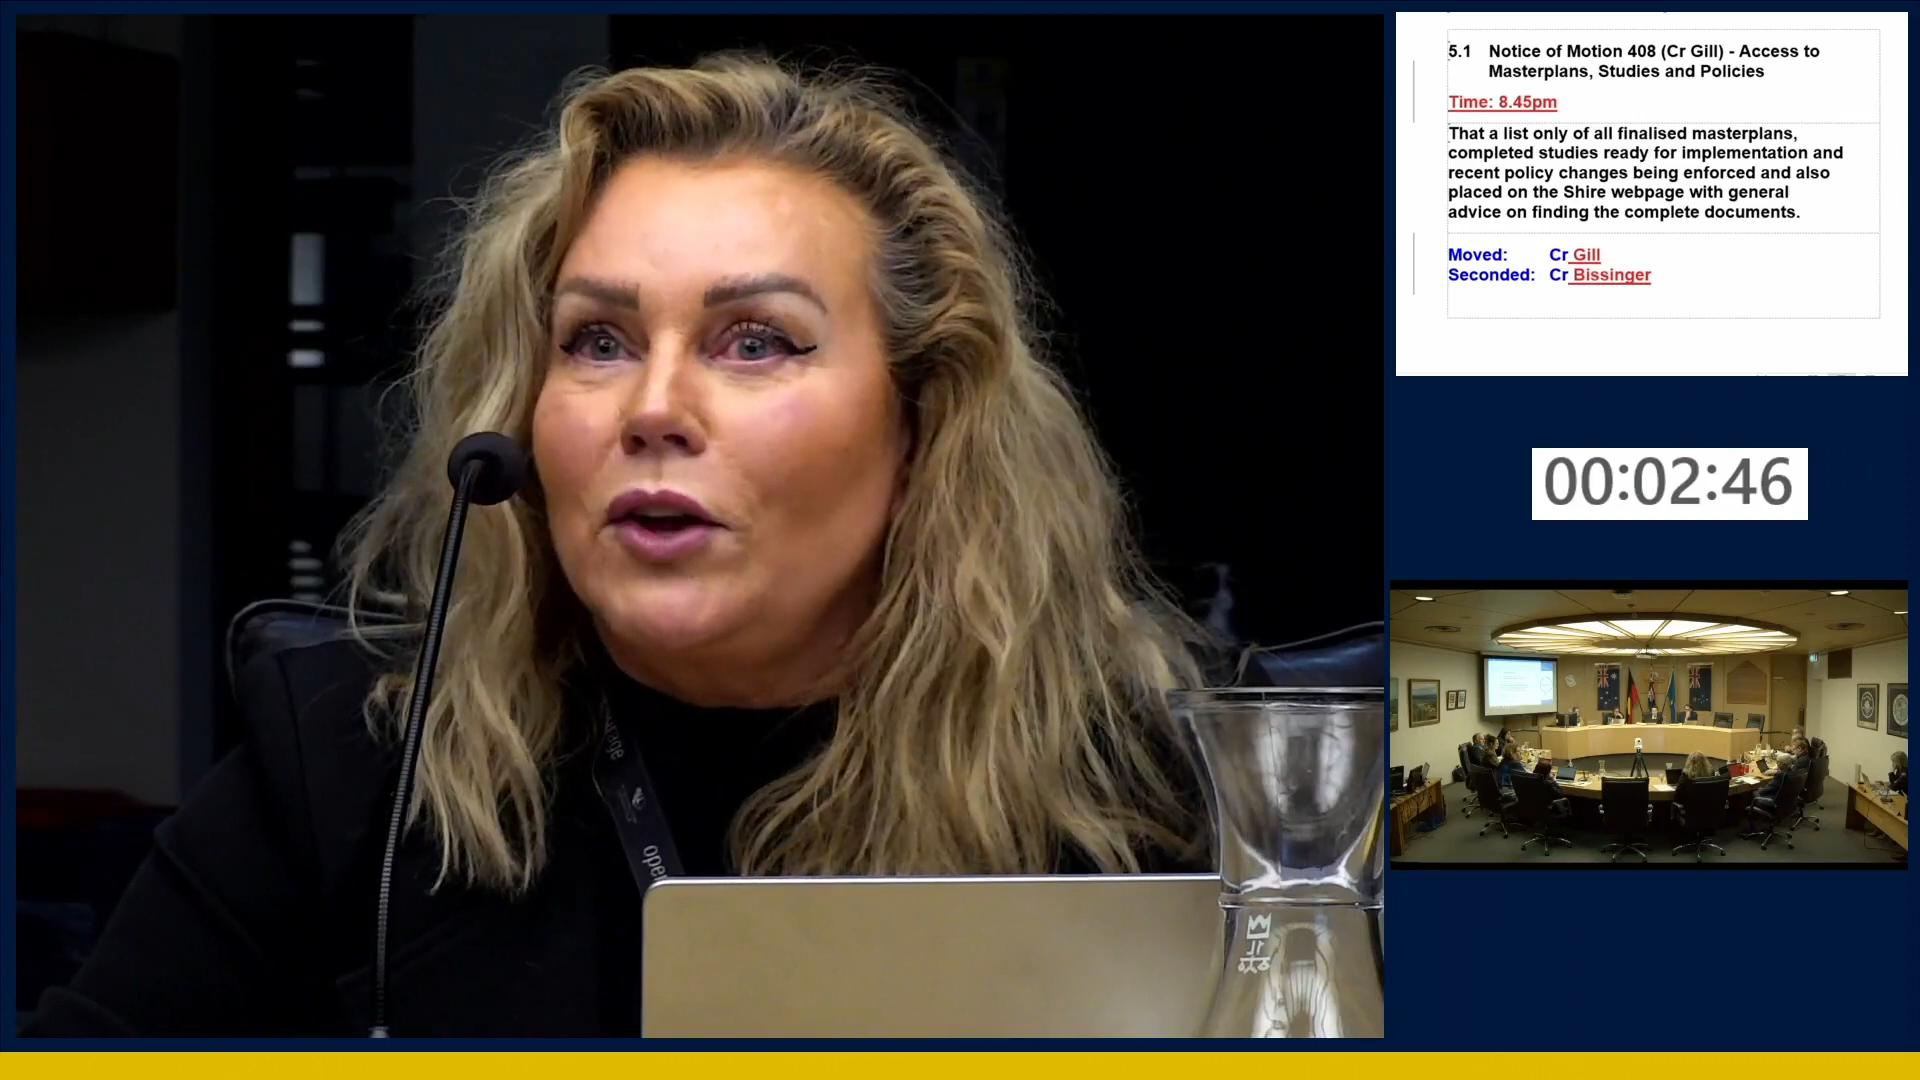 5.1 Notice of Motion 408 (Cr Gill) - Access to
Masterplans, Studies and Policies
Time: 8.45pm
That a list only of all finalised masterplans,
completed studies ready for implementation and
recent policy changes being enforced and also
placed on the Shire webpage with general
advice on finding the complete documents.
Moved: Cr Gill
Seconded: Cr Bissinger
00:02:46